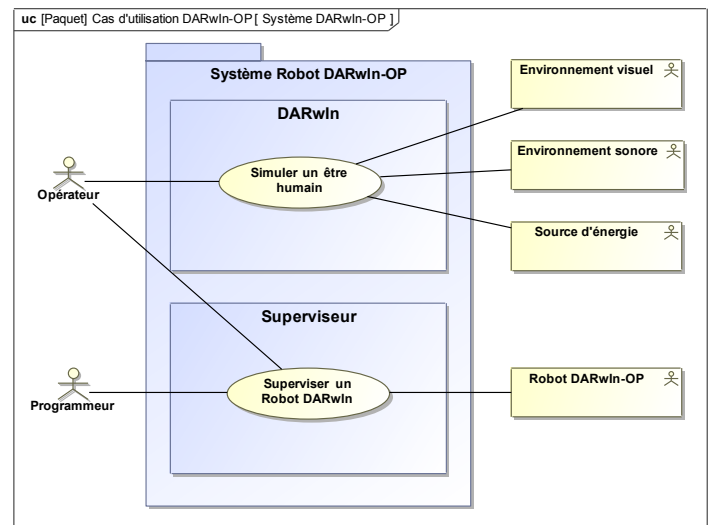 uc [Paquet] Cas d'utilisation DARwIn-OP [ Système DARwIn-OP ]
Système Robot DARwIn-OP
DARwIn
Simuler un être
humain
Opérateur
Environnement visuel
Environnement sonore
Source d'énergie
Superviseur
Superviser un
Robot DARwIn
Programmeur
Robot DARwIn-OP